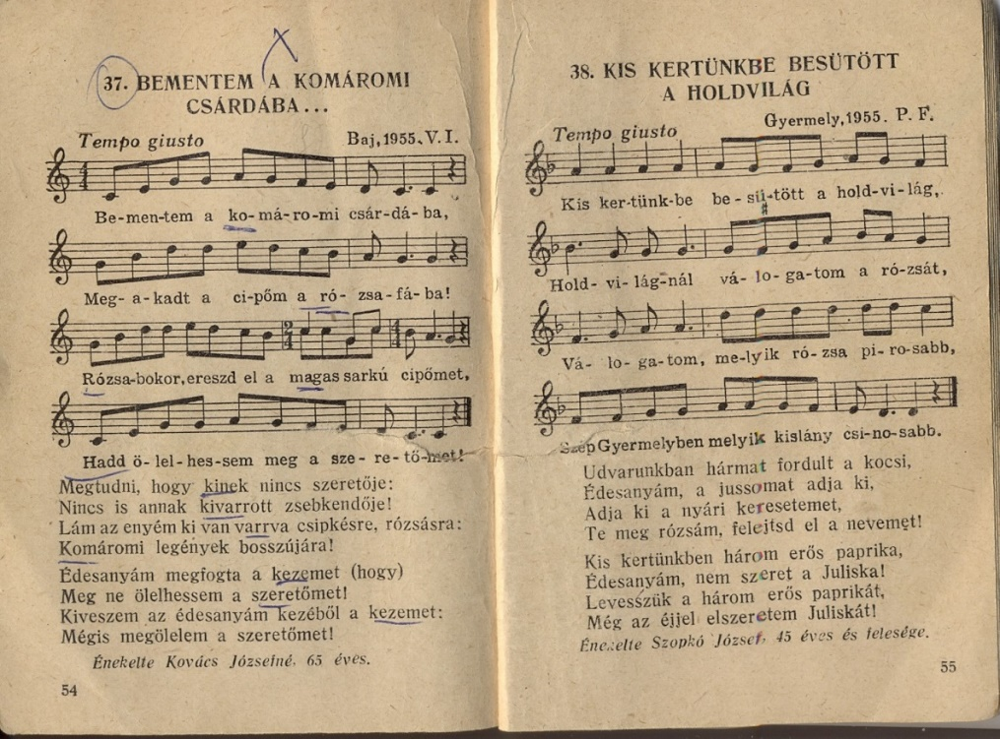 37. BEMENTEM A KOMÁROMI
CSÁRDÁBA...
Tempo giusto Baj, 1955. V. I.
4
4
Be-men-tem a ko-má-ro-mi csár-dá-ba,
Meg-a-kadt a ci-pőm a ró-zsa-fá-ba!
2
4
4
4
Rózsa-bokor, ereszd el a magas sarkú cipőmet,
Hadd ö-lel-hes-sem meg a sze-re-tő-met!
Megtudni, hogy kinek nincs szeretője:
Nincs is annak kivarrott zsebkendője!
Lám az enyém ki van varrva csipkésre, rózsásra:
Komáromi legények bosszújára!
Édesanyám megfogta a kezemet (hogy)
Meg ne ölelhessem a szeretőmet!
Kiveszem az édesanyám kezéből a kezemet:
Mégis megölelem a szeretőmet!
Énekelte Kovács Józsefné, 65 éves.
54
38. KIS KERTÜNKBE BESÜTÖTT
A HOLDVILÁG
Tempo giusto Gyermely, 1955. P. F.
Kis ker-tünk-be be-sü-tött a hold-vi-lág,
Hold-vi-lág-nál vá-lo-ga-tom a ró-zsát,
Vá-lo-ga-tom, me-lyik ró-zsa pi-ro-sabb,
Szép Gyermelyben melyik kislány csi-no-sabb.
Udvarunkban hármat fordult a kocsi,
Édesanyám, a jussomat adja ki,
Adja ki a nyári keresetemet,
Te meg rózsám, felejtsd el a nevemet!
Kis kertünkben három erős paprika,
Édesanyám, nem szeret a Juliska!
Levesszük a három erős paprikát,
Még az éjjel elszeretem Juliskát!
Énekelte Szopkó József, 45 éves és felesége.
55